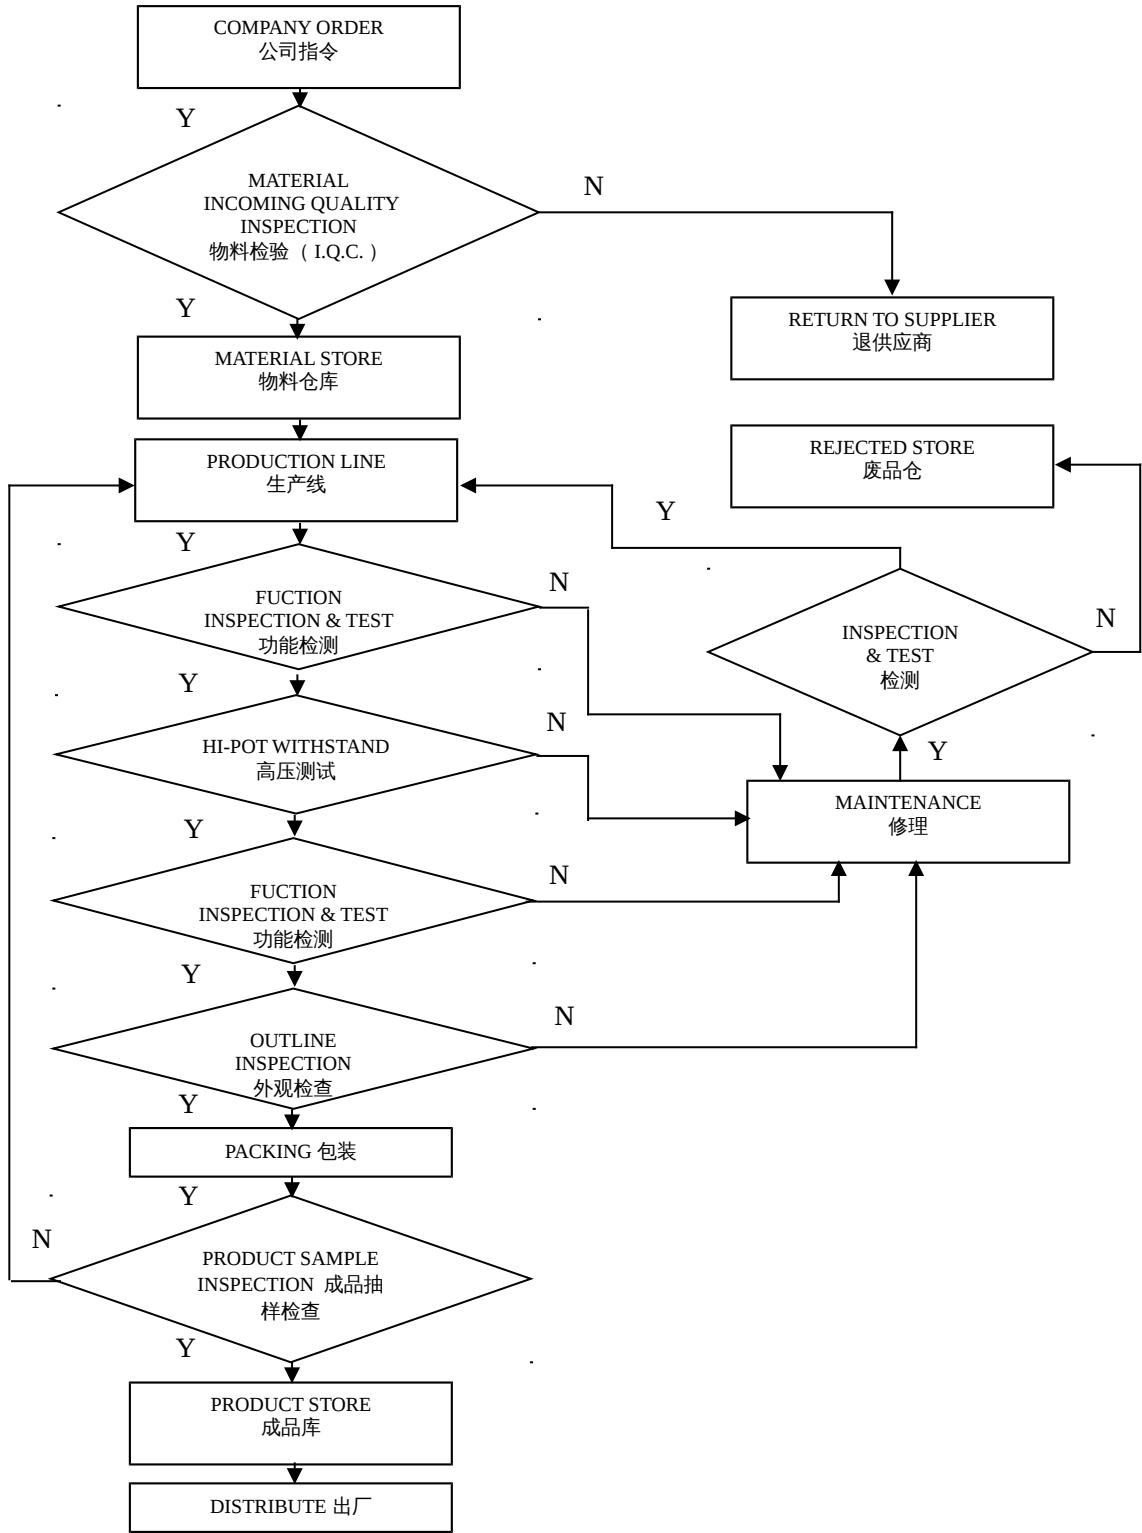 COMPANY ORDER
公司指令
Y
MATERIAL
INCOMING QUALITY
INSPECTION
物料检验（ I.Q.C. ）
N
Y
RETURN TO SUPPLIER
退供应商
MATERIAL STORE
物料仓库
REJECTED STORE
废品仓
PRODUCTION LINE
生产线
Y
Y
N
FUCTION
INSPECTION & TEST
功能检测
N
INSPECTION
& TEST
检测
Y
N
HI-POT WITHSTAND
高压测试
Y
MAINTENANCE
修理
Y
N
FUCTION
INSPECTION & TEST
功能检测
Y
N
OUTLINE
INSPECTION
外观检查
Y
PACKING 包装
Y
N
PRODUCT SAMPLE
INSPECTION 成品抽
样检查
Y
PRODUCT STORE
成品库
DISTRIBUTE 出厂